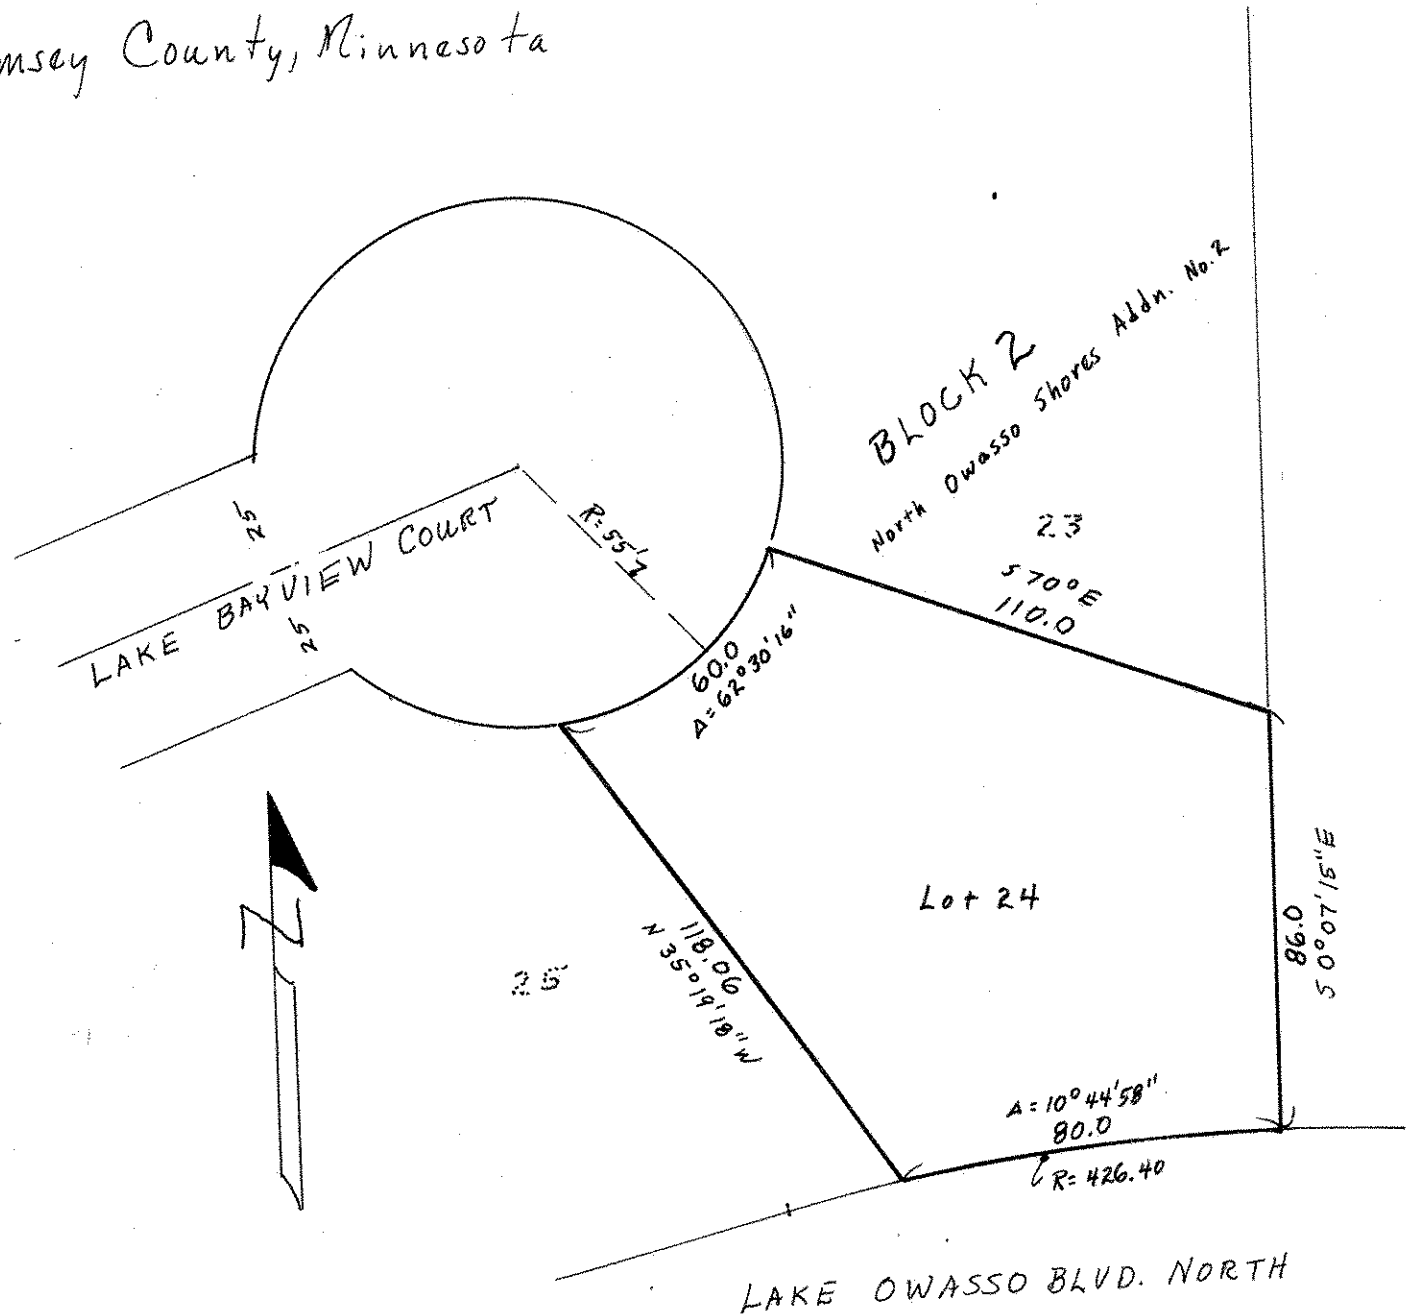 County, Minnesota
BLOCK 2
North Owasso Shores Addn. No. 2
25
R=55'
LAKE BAYVIEW COURT
25
23
S 70° E
110.0
60.0
Δ= 62° 30' 16"
N
Lot 24
86.0
S 0° 07' 15" E
118.06
N 35° 19' 18" W
25
Δ= 10° 44' 58"
80.0
R= 426.40
LAKE OWASSO BLVD. NORTH